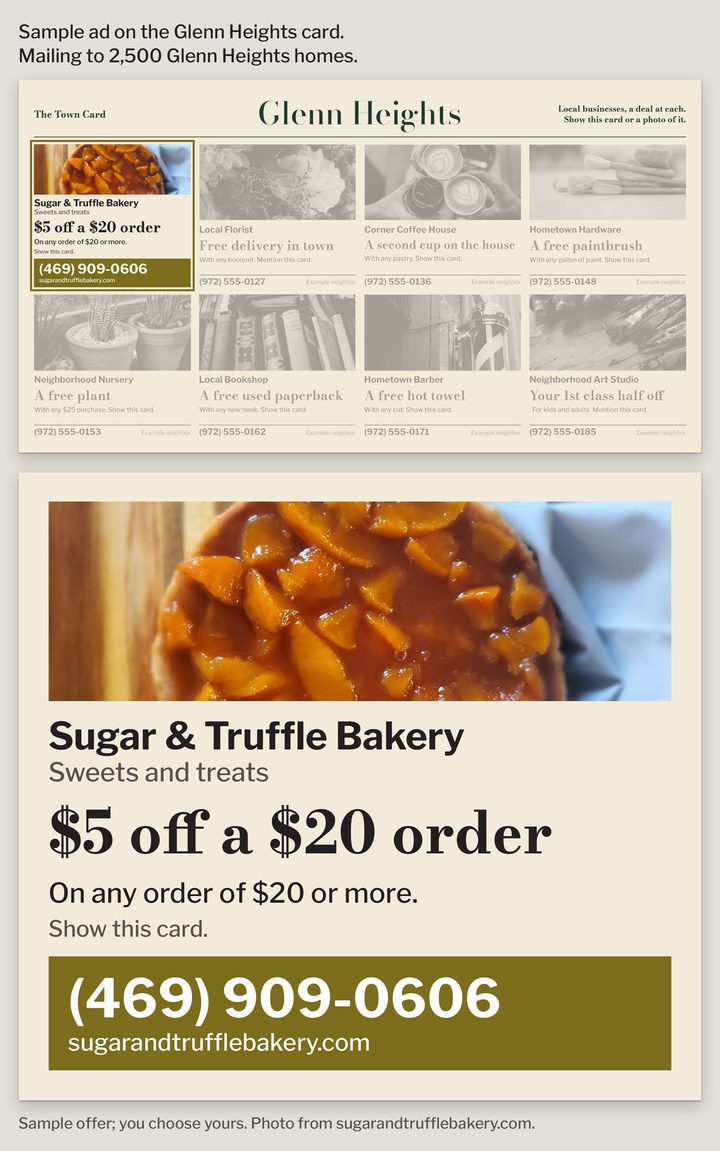 Sample ad on the Glenn Heights card.
Mailing to 2,500 Glenn Heights homes.
The Town Card
Glenn Heights
Local businesses, a deal at each.
Show this card or a photo of it.
Sugar & Truffle Bakery
Sweets and treats
$5 off a $20 order
On any order of $20 or more.
Show this card.
(469) 909-0606
sugarandtrufflebakery.com
Local Florist
Free delivery in town
With any bouquet. Mention this card.
(972) 555-0127
Example neighbor
Corner Coffee House
A second cup on the house
With any pastry. Show this card.
(972) 555-0136
Example neighbor
Hometown Hardware
A free paintbrush
With any gallon of paint. Show this card.
(972) 555-0148
Example neighbor
Neighborhood Nursery
A free plant
With any $25 purchase. Show this card.
(972) 555-0153
Example neighbor
Local Bookshop
A free used paperback
With any new book. Show this card.
(972) 555-0162
Example neighbor
Hometown Barber
A free hot towel
With any cut. Show this card.
(972) 555-0171
Example neighbor
Neighborhood Art Studio
Your 1st class half off
For kids and adults. Mention this card.
(972) 555-0185
Example neighbor
Sugar & Truffle Bakery
Sweets and treats
$5 off a $20 order
On any order of $20 or more.
Show this card.
(469) 909-0606
sugarandtrufflebakery.com
Sample offer; you choose yours. Photo from sugarandtrufflebakery.com.